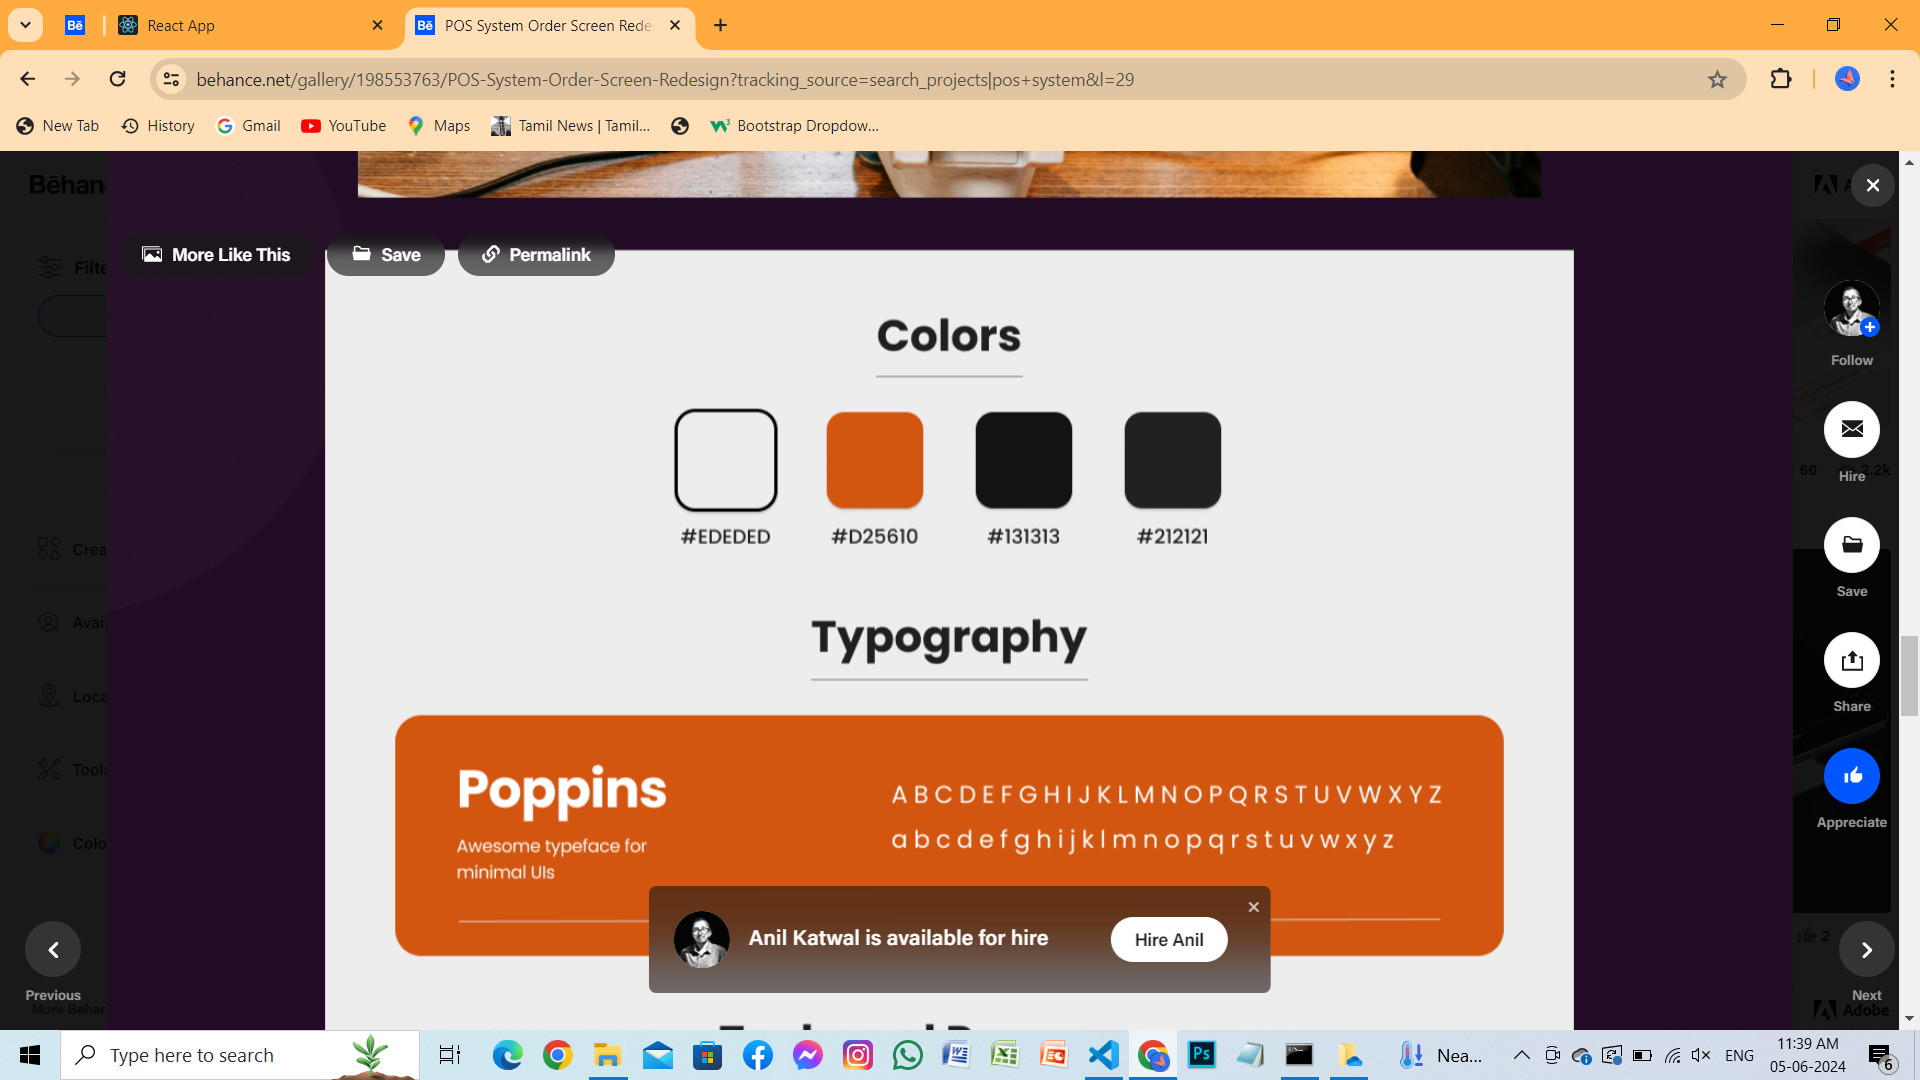 React App
POS System Order Screen Rede
behance.net/gallery/198553763/POS-System-Order-Screen-Redesign?tracking_source=search_projects|pos+system&l=29
New Tab
History
Gmail
YouTube
Maps
Tamil News | Tamil...
Bootstrap Dropdow...
Bēhan
More Like This
Save
Permalink
Filte
Colors
#EDEDED
#D25610
#131313
#212121
Typography
Poppins
Awesome typeface for
minimal UIs
A B C D E F G H I J K L M N O P Q R S T U V W X Y Z
a b c d e f g h i j k l m n o p q r s t u v w x y z
Anil Katwal is available for hire
Hire Anil
Crea
Avai
Loca
Tools
Colo
Follow
60
2.2k
Hire
Save
Share
Appreciate
2
Previous
More Behan
Next
Adobe
Type here to search
Nea...
ENG
11:39 AM
05-06-2024
6